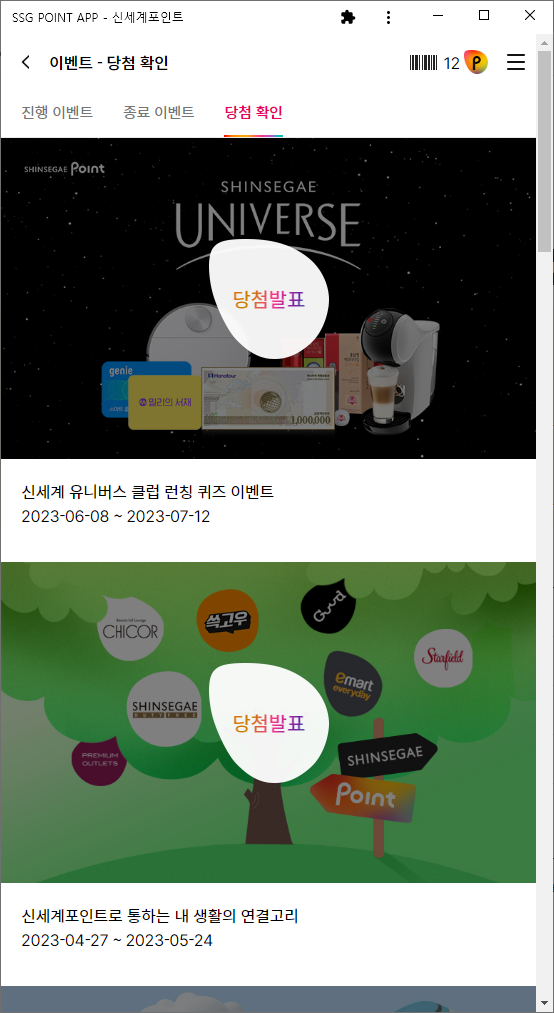 SSG POINT APP - 신세계포인트
이벤트 - 당첨 확인
12
P
진행 이벤트
종료 이벤트
당첨 확인
SHINSEGAE Point
SHINSEGAE
UNIVERSE
당첨발표
genie
밀리의 서재
Hanatour
1,000,000
신세계 유니버스 클럽 런칭 퀴즈 이벤트
2023-06-08 ~ 2023-07-12
CHICOR
쓱고우
Gudd
Starfield
emart
everyday
SHINSEGAE
FACTORIA
당첨발표
PREMIUM
OUTLETS
SHINSEGAE
Point
신세계포인트로 통하는 내 생활의 연결고리
2023-04-27 ~ 2023-05-24